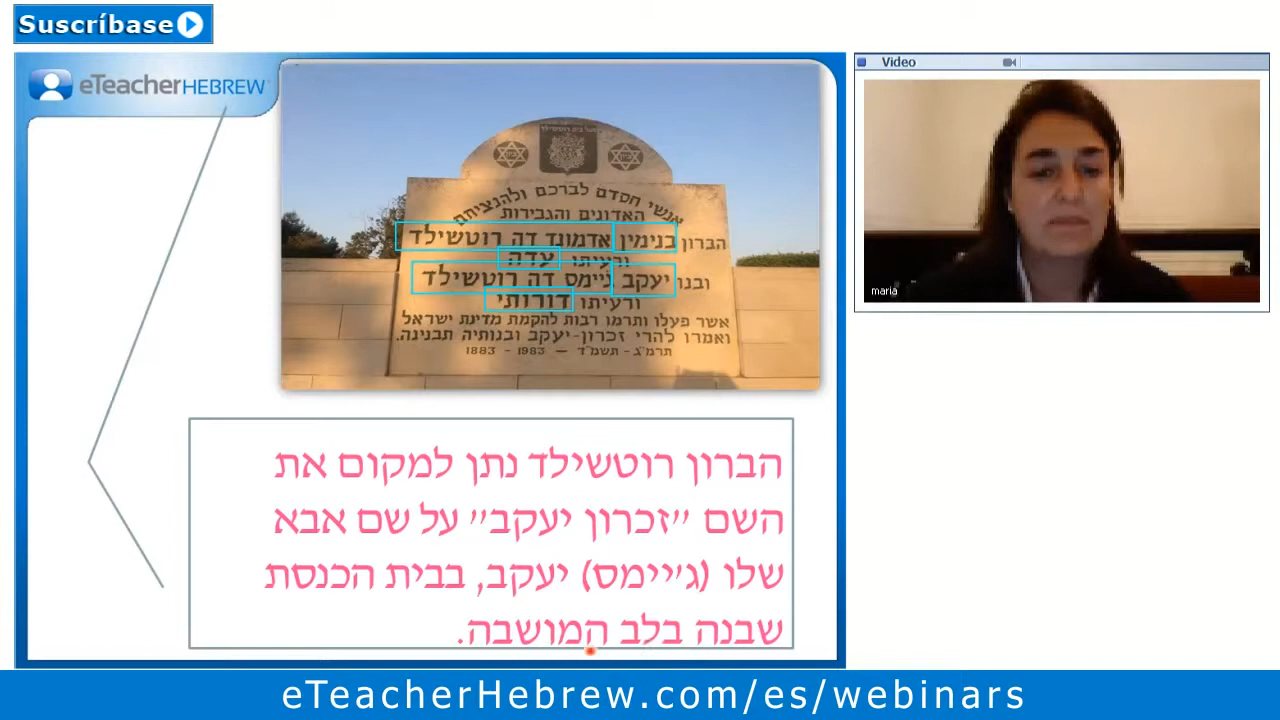 Suscríbase
eTeacherHEBREW
אנשי חסדם לברכם ולהנציחם
האדונים והגבירות
הברון בנימין אדמונד דה רוטשילד
ורעיתו עדה
ובנו יעקב ג'יימס דה רוטשילד
ורעיתו דורותי
אשר פעלו ותרמו רבות להקמת מדינת ישראל
ואמרו להרי זכרון-יעקב ובנותיה תבנינה.
תרמ"ג - תשמ"ד — 1983 - 1883
הברון רוטשילד נתן למקום את
השם "זכרון יעקב" על שם אבא
שלו (ג'יימס) יעקב, בבית הכנסת
שבנה בלב המושבה.
Video
maria
eTeacherHebrew.com/es/webinars